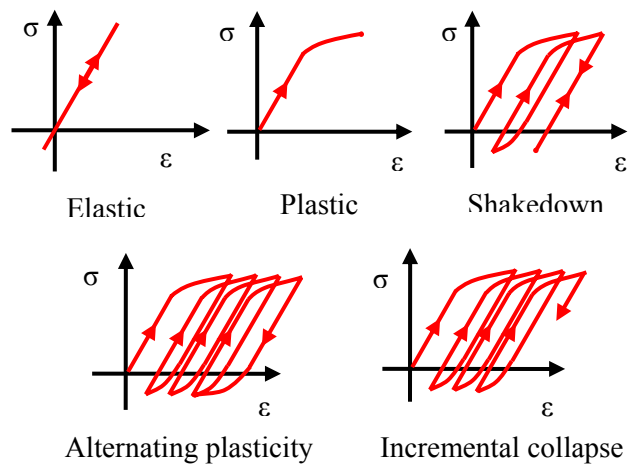 σ
ε
Elastic
σ
ε
Plastic
σ
ε
Shakedown
σ
ε
Alternating plasticity
σ
ε
Incremental collapse